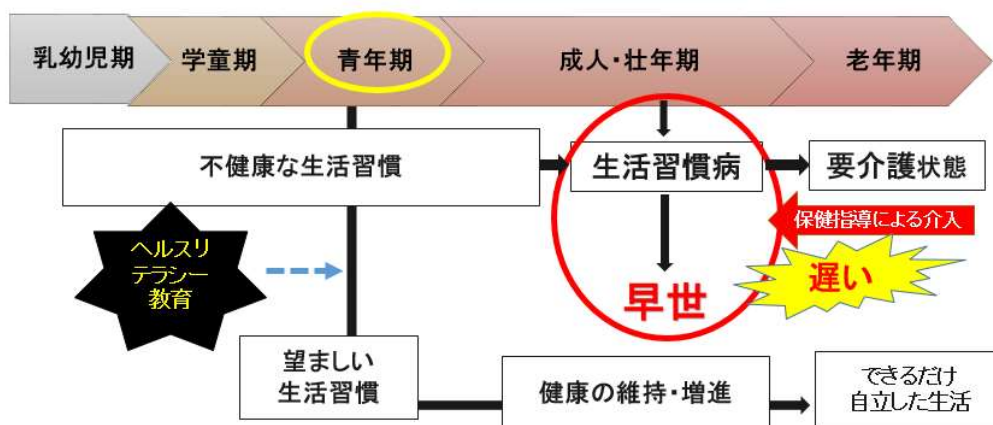 乳幼児期
学童期
青年期
成人・壮年期
老年期
不健康な生活習慣
生活習慣病
要介護状態
保健指導による介入
ヘルスリ
テラシー
教育
遅い
早世
望ましい
生活習慣
健康の維持・増進
できるだけ
自立した生活